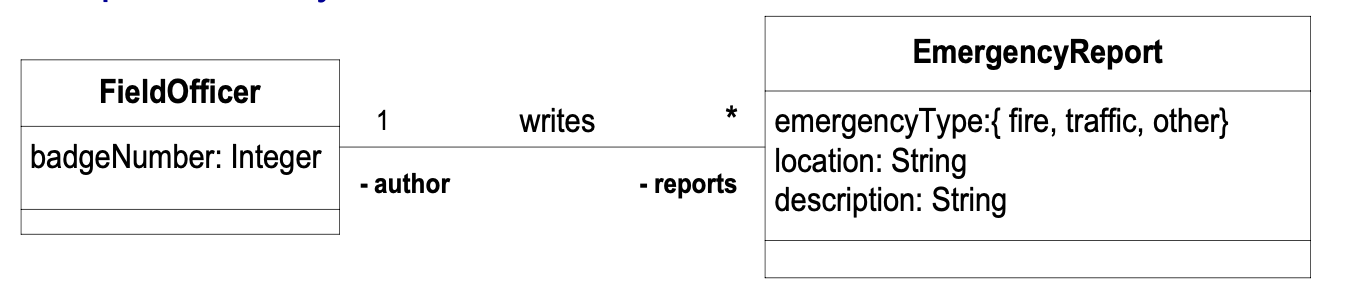 FieldOfficer
badgeNumber: Integer
1 writes *
- author - reports
EmergencyReport
emergencyType:{ fire, traffic, other}
location: String
description: String